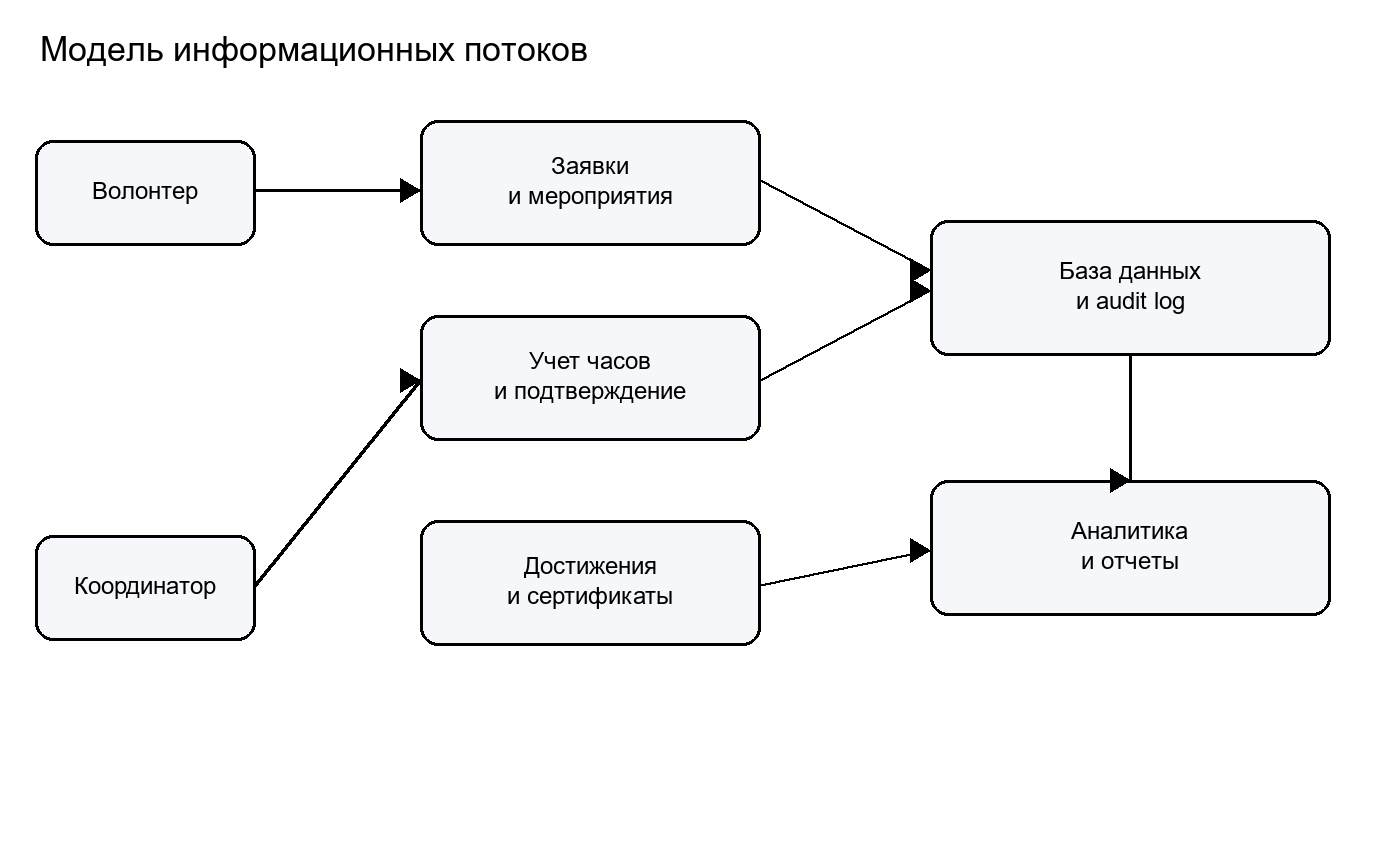 Модель информационных потоков
Волонтер
Заявки
и мероприятия
База данных
и audit log
Учет часов
и подтверждение
Координатор
Достижения
и сертификаты
Аналитика
и отчеты